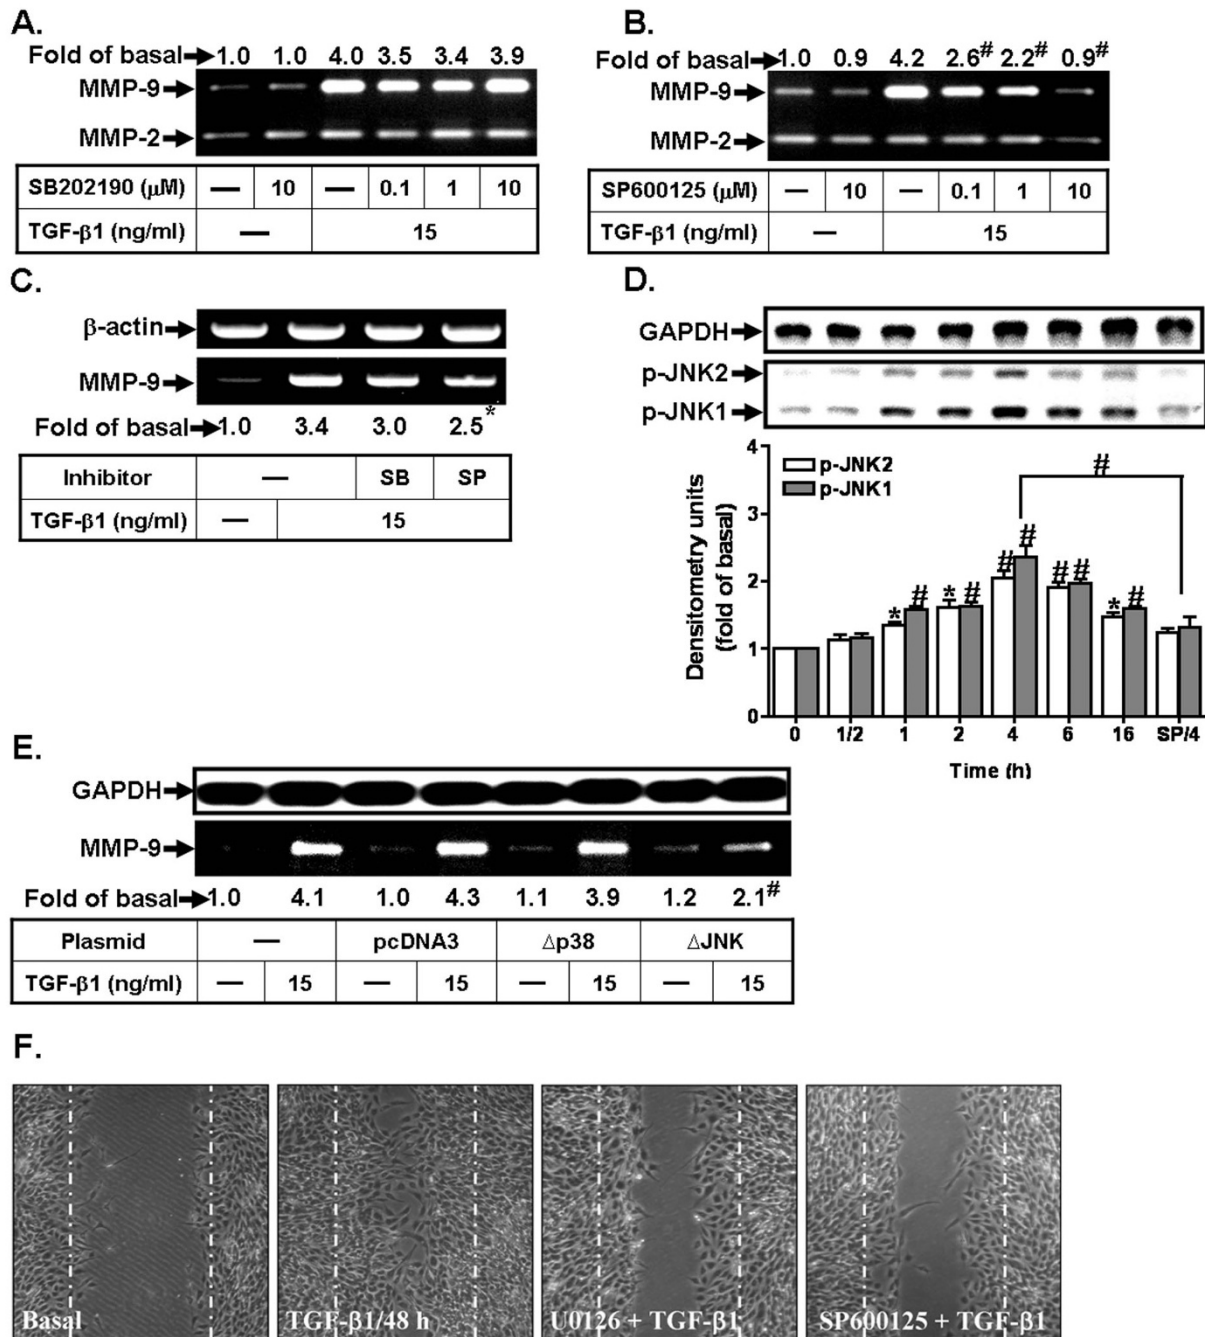 A.
Fold of basal 1.0 1.0 4.0 3.5 3.4 3.9
MMP-9
MMP-2
SB202190 (μM) — 10 — 0.1 1 10
TGF-β1 (ng/ml) — 15
B.
Fold of basal 1.0 0.9 4.2 2.6# 2.2# 0.9#
MMP-9
MMP-2
SP600125 (μM) — 10 — 0.1 1 10
TGF-β1 (ng/ml) — 15
C.
β-actin
MMP-9
Fold of basal 1.0 3.4 3.0 2.5*
Inhibitor — SB SP
TGF-β1 (ng/ml) — 15
D.
GAPDH
p-JNK2
p-JNK1
Densitometry units
(fold of basal)
4
3
2
1
0
p-JNK2
p-JNK1
#
* # * # # # # # * #
0 1/2 1 2 4 6 16 SP/4
Time (h)
E.
GAPDH
MMP-9
Fold of basal 1.0 4.1 1.0 4.3 1.1 3.9 1.2 2.1#
Plasmid — pcDNA3 Δp38 ΔJNK
TGF-β1 (ng/ml) — 15 — 15 — 15 — 15
F.
Basal
TGF-β1/48 h
U0126 + TGF-β1
SP600125 + TGF-β1